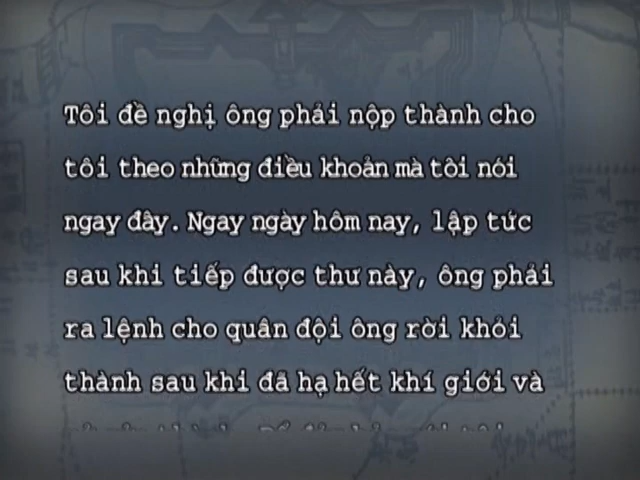 Tôi đề nghị ông phải nộp thành cho
tôi theo những điều khoản mà tôi nói
ngay đây. Ngay ngày hôm nay, lập tức
sau khi tiếp được thư này, ông phải
ra lệnh cho quân đội ông rời khỏi
thành sau khi đã hạ hết khí giới và